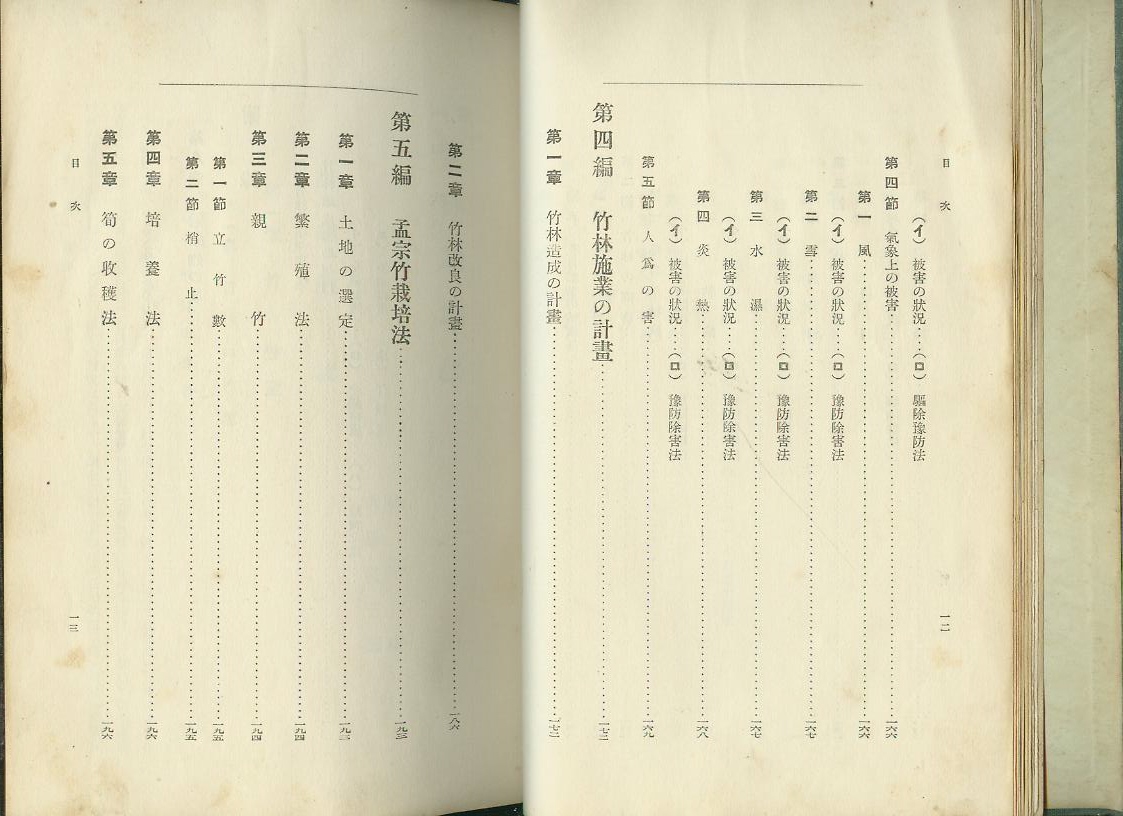 目次
一二
(イ) 被害の狀況……(ロ) 驅除豫防法
第四節 氣象上の被害……一六六
第一 風……一六六
(イ) 被害の狀況……(ロ) 豫防除害法
第二 雪……一六七
(イ) 被害の狀況……(ロ) 豫防除害法
第三 水濕……一六七
(イ) 被害の狀況……(ロ) 豫防除害法
第四 炎熱……一六八
(イ) 被害の狀況……(ロ) 豫防除害法
第五節 人爲の害……一六九
第四編 竹林施業の計畫……一七二
第一章 竹林造成の計畫……一七二
第二章 竹林改良の計畫……一八六
第五編 孟宗竹栽培法……一九三
第一章 土地の選定……一九三
第二章 繁殖法……一九四
第三章 親竹……一九四
第一節 立竹數……一九五
第二節 梢止……一九五
第四章 培養法……一九六
第五章 筍の收穫法……一九六
目次
一三